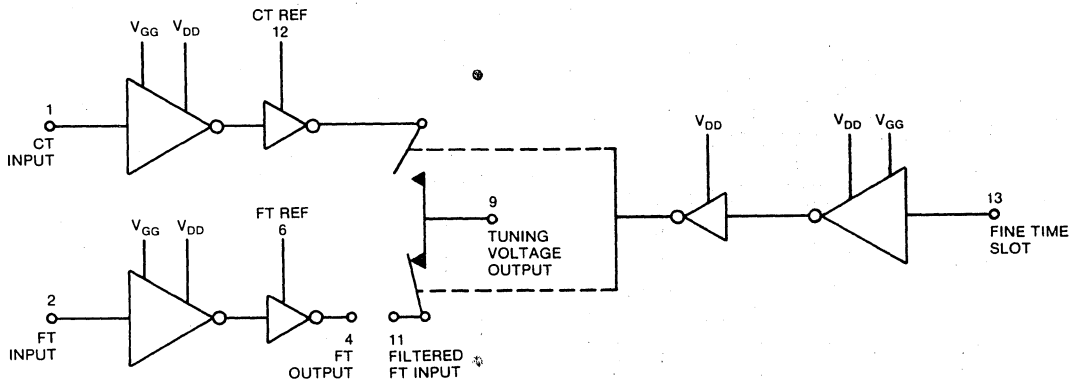 CT REF
12
VGG
VDD
1
CT
INPUT
VDD
VDD
VGG
9
TUNING
VOLTAGE
OUTPUT
13
FINE TIME
SLOT
FT REF
6
VGG
VDD
2
FT
INPUT
4
FT
OUTPUT
11
FILTERED
FT INPUT